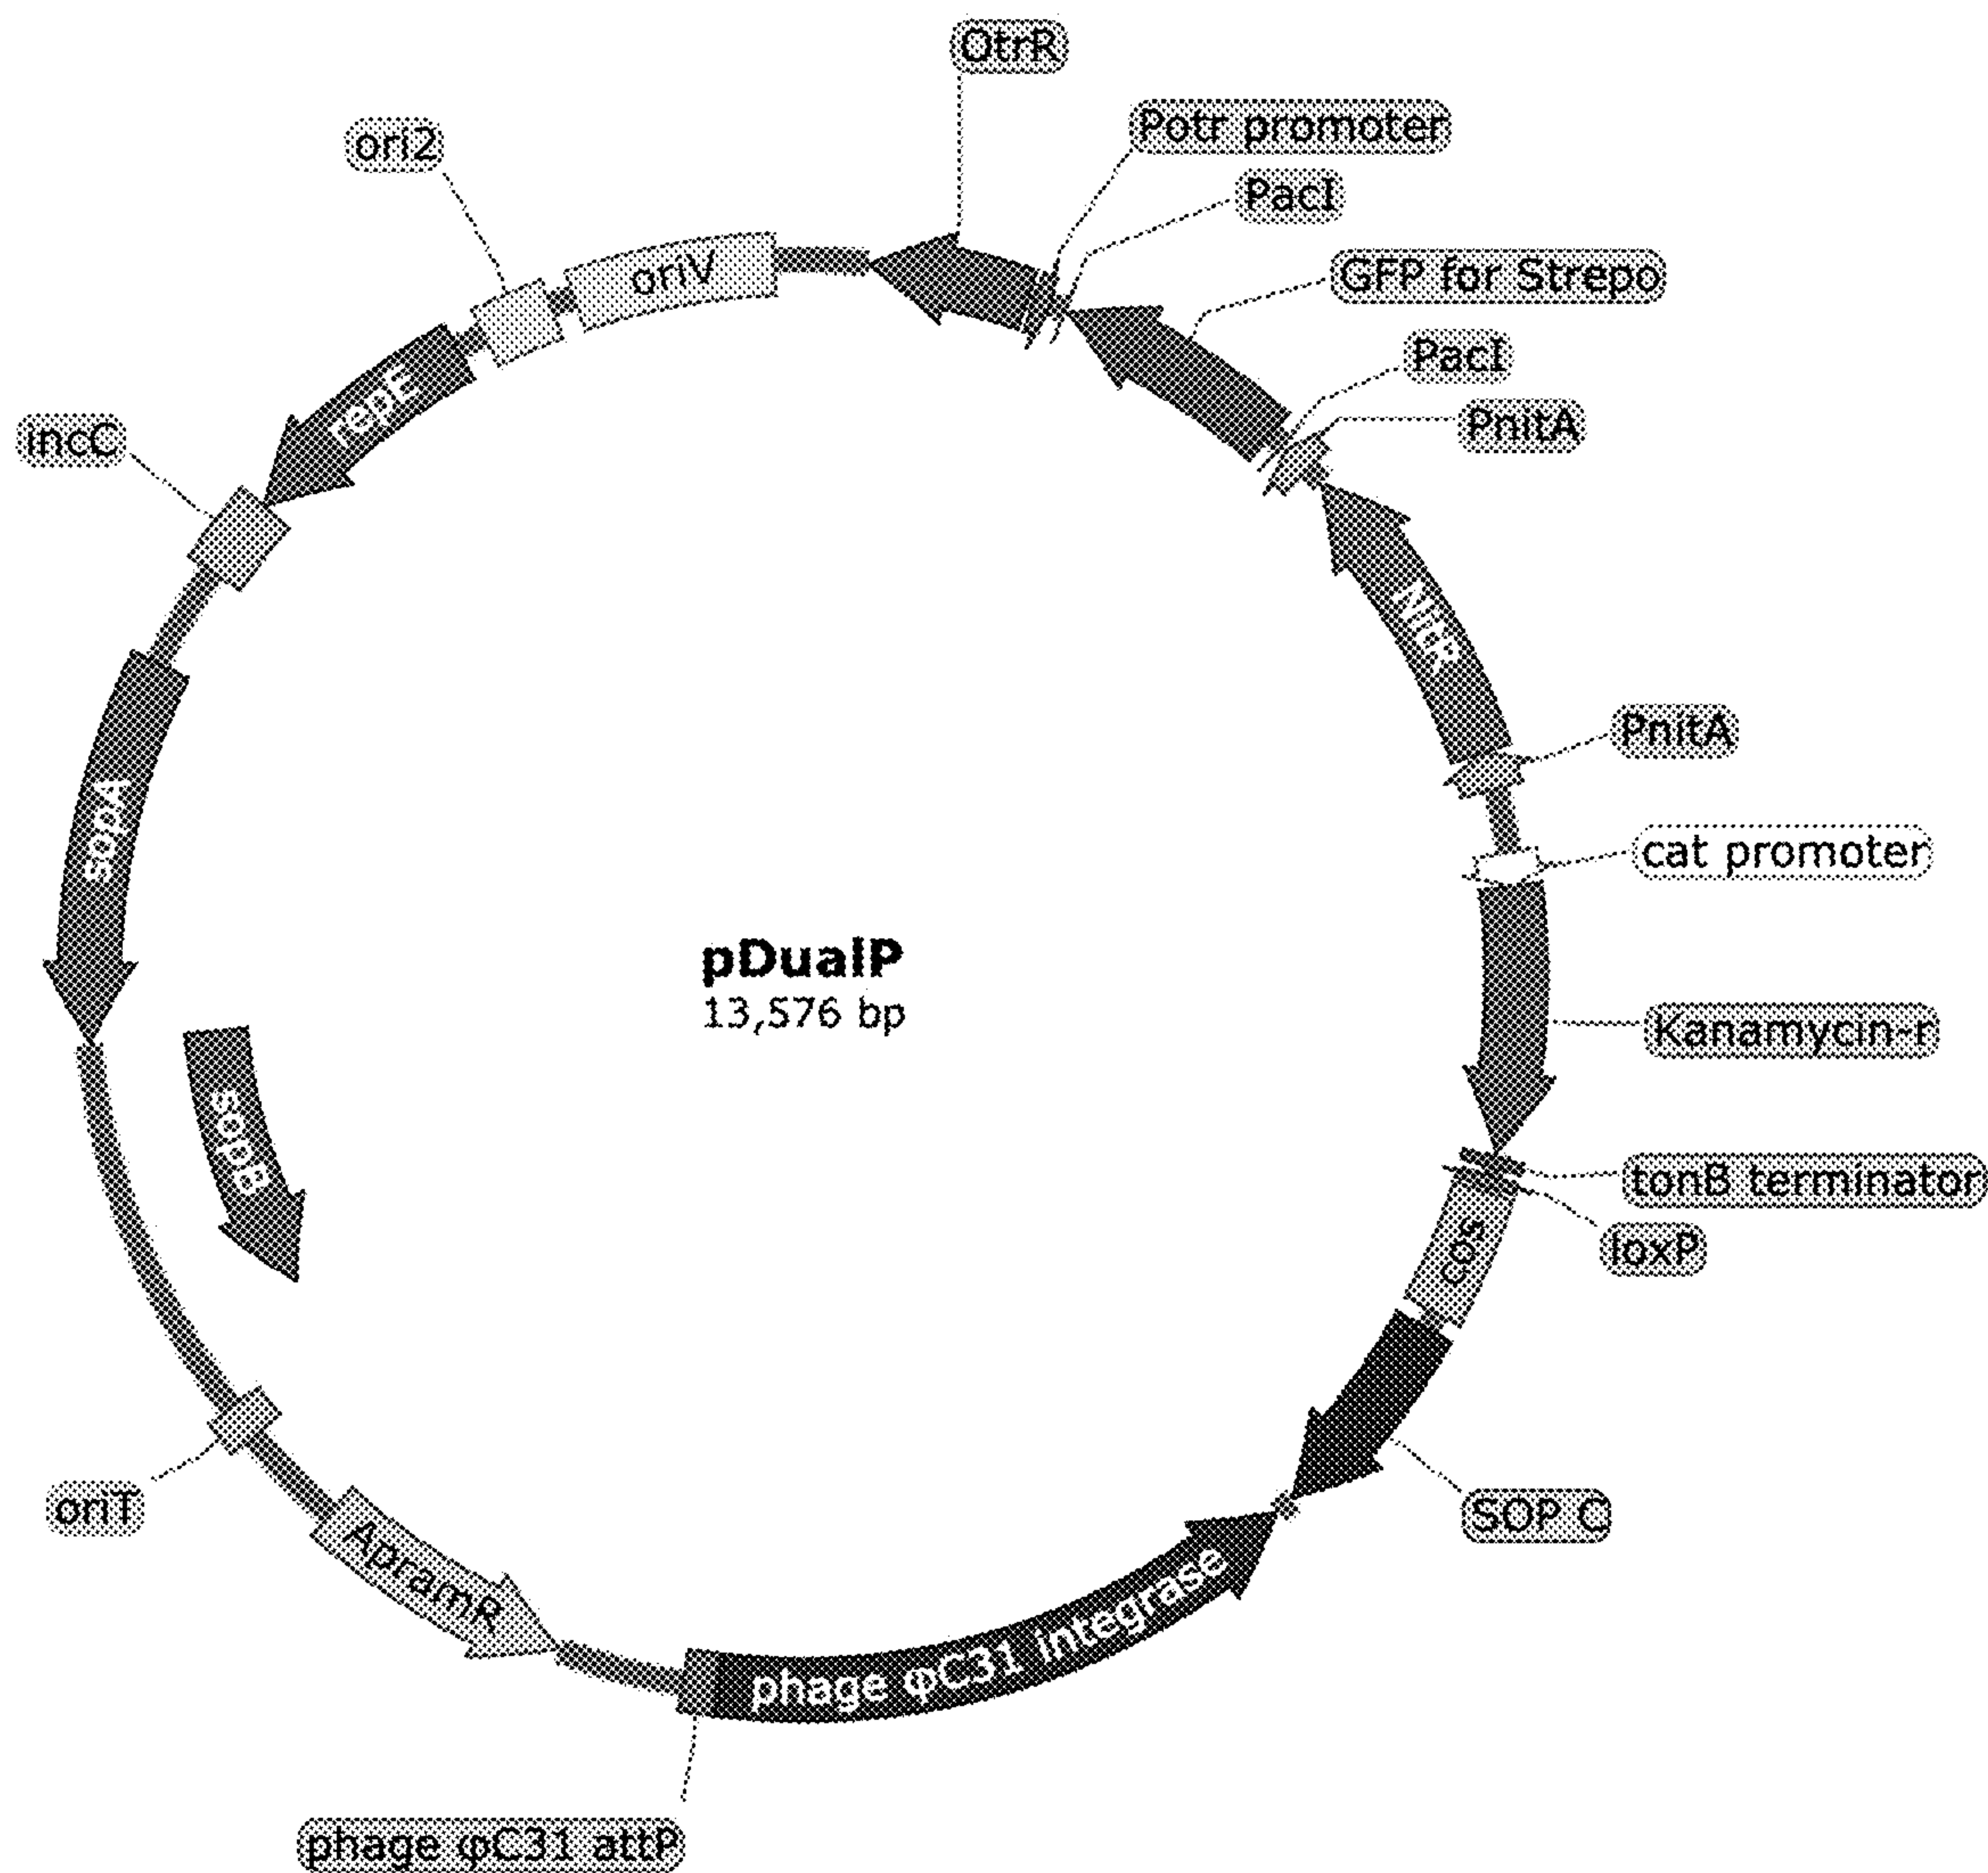 OtrR
Potr promoter
PacI
GFP for Strepo
PacI
PnitA
NitR
PnitA
cat promoter
Kanamycin-r
tonB terminator
loxP
cos
SOP C
phage φC31 integrase
phage φC31 attP
ApramR
oriT
sopB
sopA
incC
repE
ori2
oriV
pDualP
13,576 bp